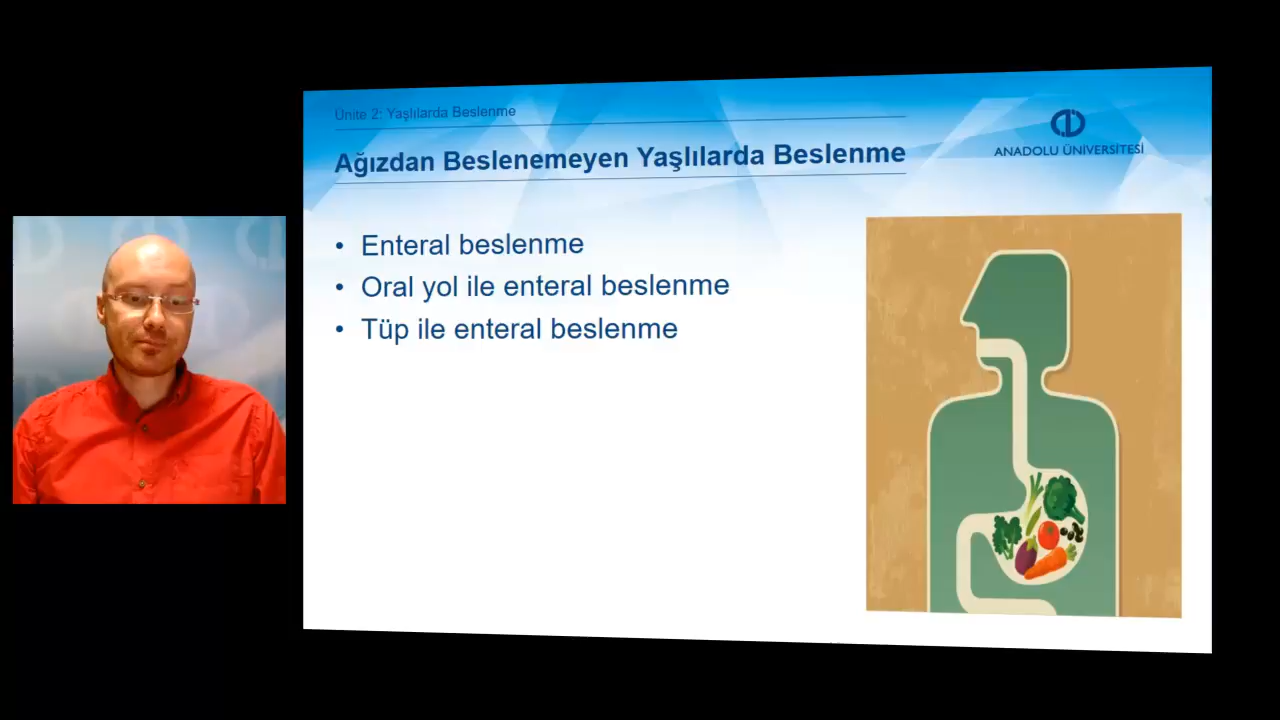 Ünite 2: Yaşlılarda Beslenme
Ağızdan Beslenemeyen Yaşlılarda Beslenme
ANADOLU ÜNİVERSİTESİ
• Enteral beslenme
• Oral yol ile enteral beslenme
• Tüp ile enteral beslenme